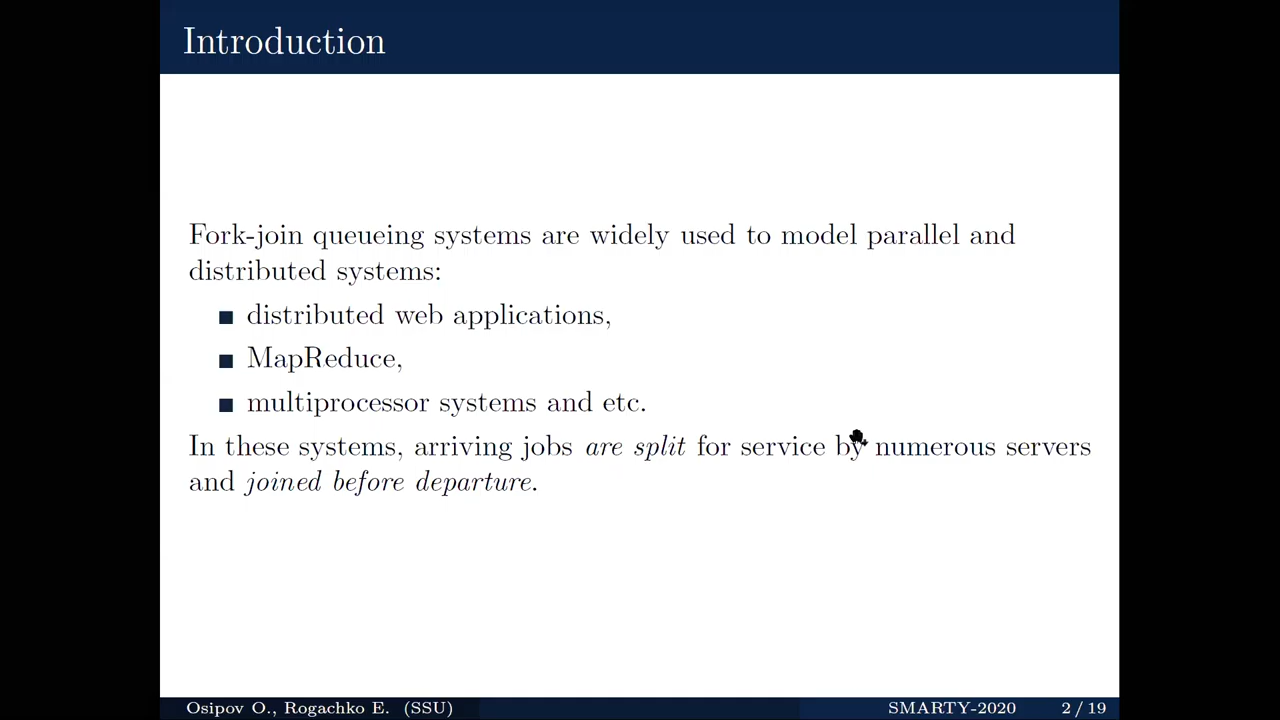 Introduction
Fork-join queueing systems are widely used to model parallel and
distributed systems:
distributed web applications,
MapReduce,
multiprocessor systems and etc.
In these systems, arriving jobs are split for service by numerous servers
and joined before departure.
Osipov O., Rogachko E. (SSU) SMARTY-2020 2 / 19